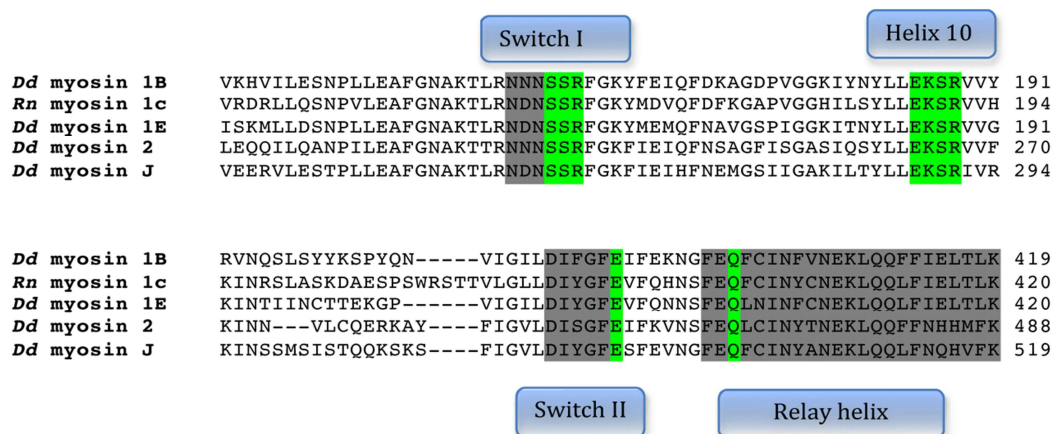 Switch I Helix 10
Dd myosin 1B VKHVILESNPLLEAFGNAKTLRNNNSSRFGKYFEIQFDKAGDPVGGKIYNYLLEKSRVVY 191
Rn myosin 1c VRDRLLQSNPVLEAFGNAKTLRNDNSSRFGKYMDVQFDFKGAPVGGHILSYLLEKSRVVH 194
Dd myosin 1E ISKMLLDSNPLLEAFGNAKTLRNDNSSRFGKYMEMQFNAVGSPIGGKITNYLLEKSRVVG 191
Dd myosin 2 LEQQILQANPILEAFGNAKTTRNNNSSRFGKFIEIQFNSAGFISGASIQSYLLEKSRVVF 270
Dd myosin J VEERVLESTPLLEAFGNAKTLRNDNSSRFGKFIEIHFNEMGSIIGAKILTYLLEKSRIVR 294
Dd myosin 1B RVNQSLSYYKSPYQN-----VIGILDIFGFEIFEKNGFEQFCINFVNEKLQQFFIELTLK 419
Rn myosin 1c KINRSLASKDAESPSWRSTTVLGLLDIYGFEVFQHNSFEQFCINYCNEKLQQLFIELTLK 420
Dd myosin 1E KINTIINCTTEKGP------VIGILDIYGFEVFQNNSFEQLNINFCNEKLQQLFIELTLK 420
Dd myosin 2 KINN---VLCQERKAY----FIGVLDISGFEIFKVNSFEQLCINYTNEKLQQFFNHHMFK 488
Dd myosin J KINSSMSISTQQKSKS----FIGVLDIYGFESFEVNGFEQFCINYANEKLQQLFNQHVFK 519
Switch II Relay helix